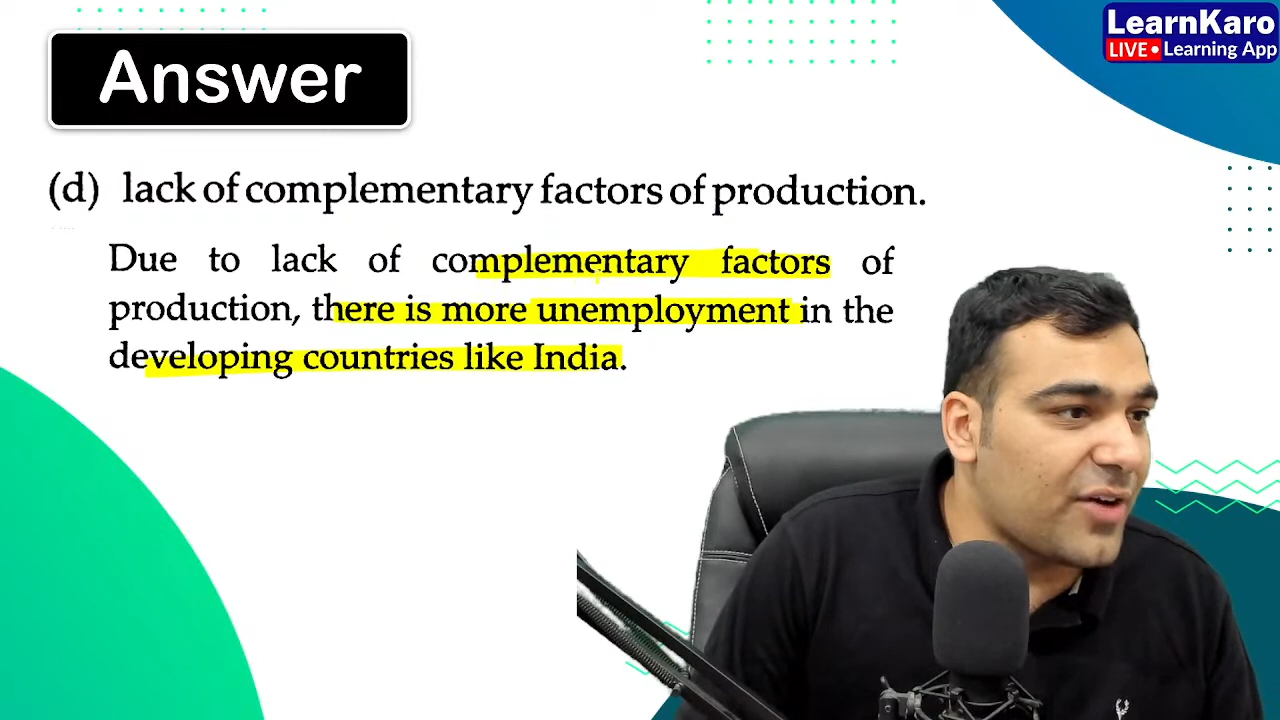 LearnKaro
LIVE • Learning App
Answer
(d) lack of complementary factors of production.
Due to lack of complementary factors of
production, there is more unemployment in the
developing countries like India.